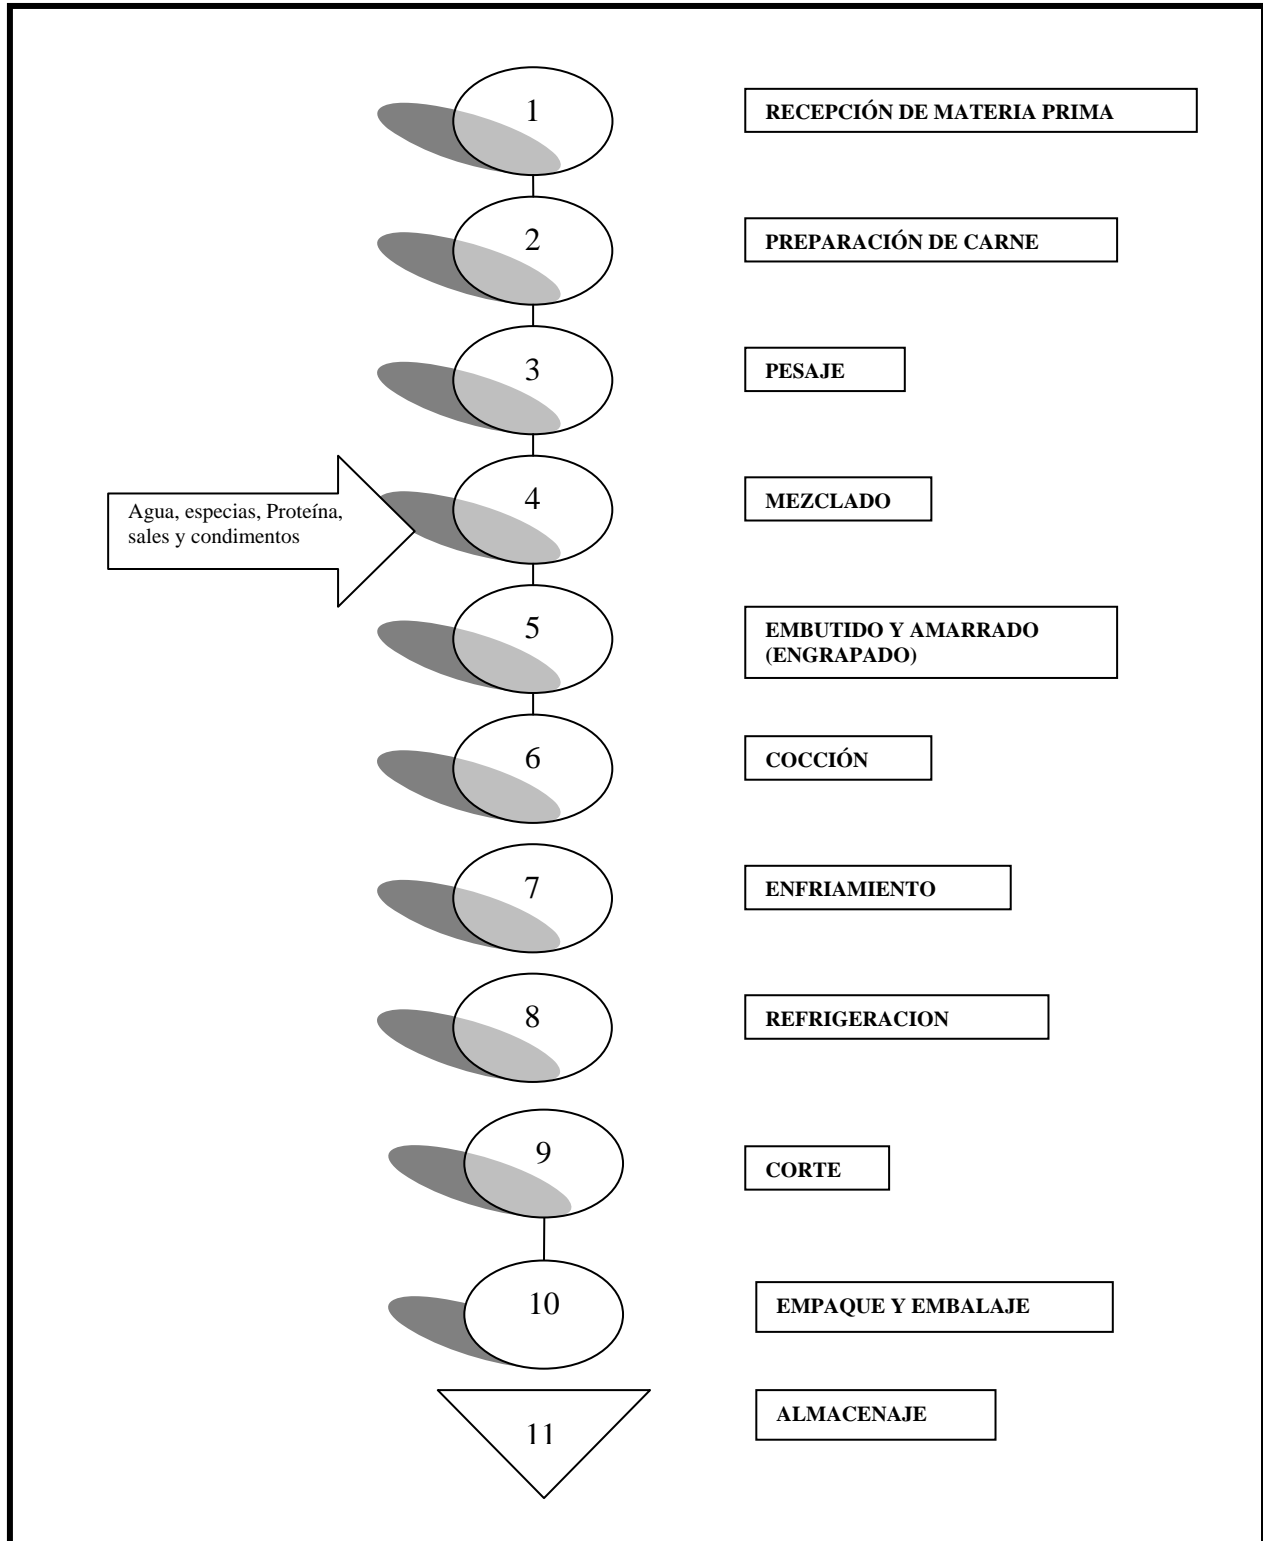 1
RECEPCIÓN DE MATERIA PRIMA
2
PREPARACIÓN DE CARNE
3
PESAJE
4
MEZCLADO
Agua, especias, Proteína,
sales y condimentos
5
EMBUTIDO Y AMARRADO
(ENGRAPADO)
6
COCCIÓN
7
ENFRIAMIENTO
8
REFRIGERACION
9
CORTE
10
EMPAQUE Y EMBALAJE
11
ALMACENAJE